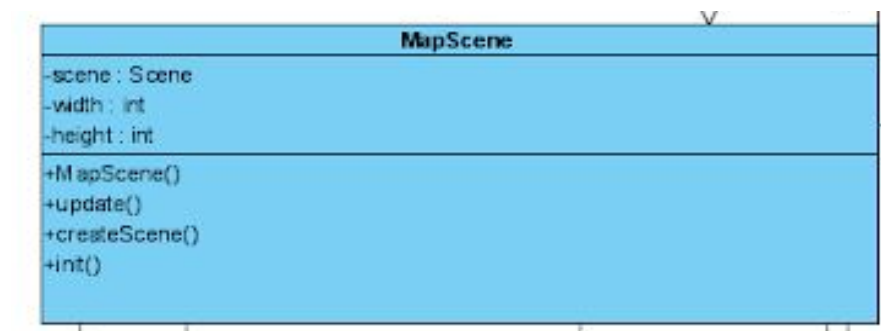 MapScene
-scene : Scene
-width : int
-height : int
+MapScene()
+update()
+createScene()
+init()